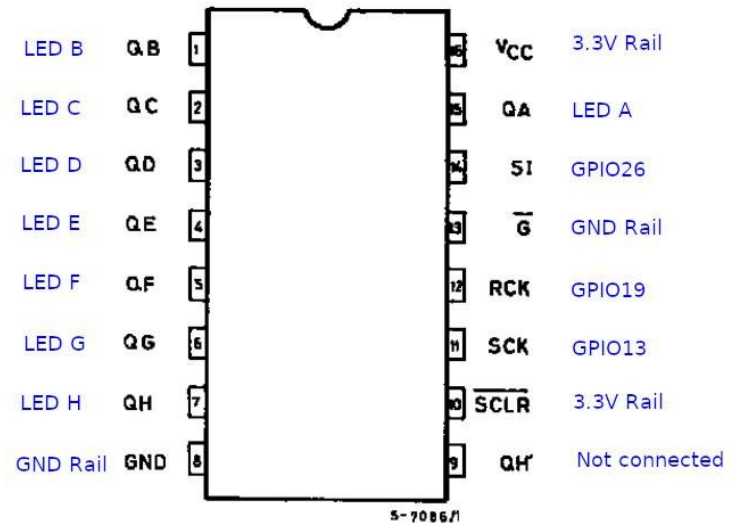 LED B QB 1 16 VCC 3.3V Rail
LED C QC 2 15 QA LED A
LED D QD 3 14 SI GPIO26
LED E QE 4 13 G GND Rail
LED F QF 5 12 RCK GPIO19
LED G QG 6 11 SCK GPIO13
LED H QH 7 10 SCLR 3.3V Rail
GND Rail GND 8 9 QH' Not connected
S-7086/1